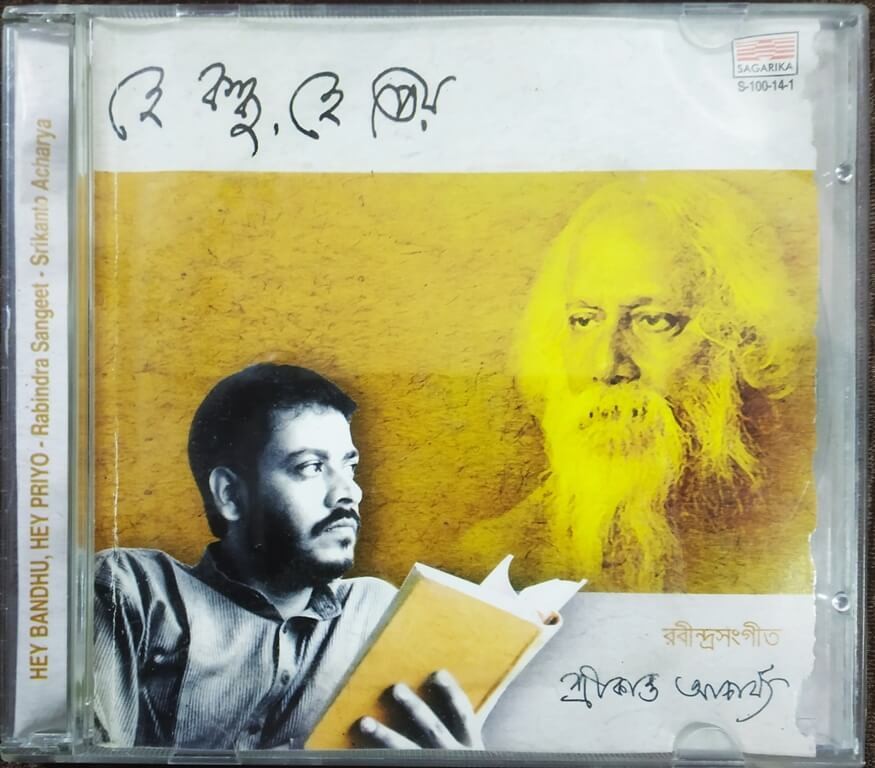 হে বন্ধু, হে প্রিয়
SAGARIKA
S-100-14-1
HEY BANDHU, HEY PRIYO - Rabindra Sangeet - Srikanto Acharya
রবীন্দ্রসংগীত
শ্রীকান্ত আচার্য্য